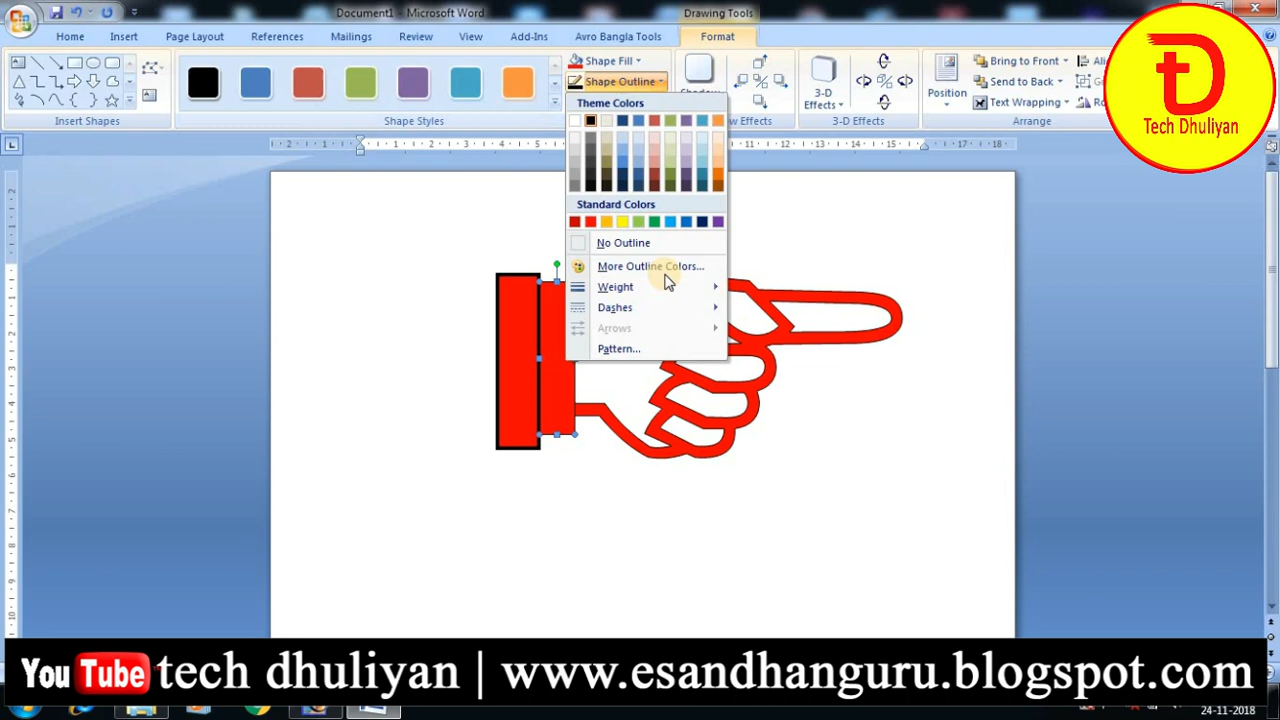 Document1 - Microsoft Word
Drawing Tools
Home Insert Page Layout References Mailings Review View Add-Ins Avro Bangla Tools Format
Shape Fill
Shape Outline
Bring to Front
Send to Back
Text Wrapping
3-D
Effects
Position
Insert Shapes
Shape Styles
3-D Effects
Arrange
Theme Colors
Standard Colors
No Outline
More Outline Colors...
Weight
Dashes
Arrows
Pattern...
Tech Dhuliyan
You Tube tech dhuliyan | www.esandhanguru.blogspot.com
24-11-2018